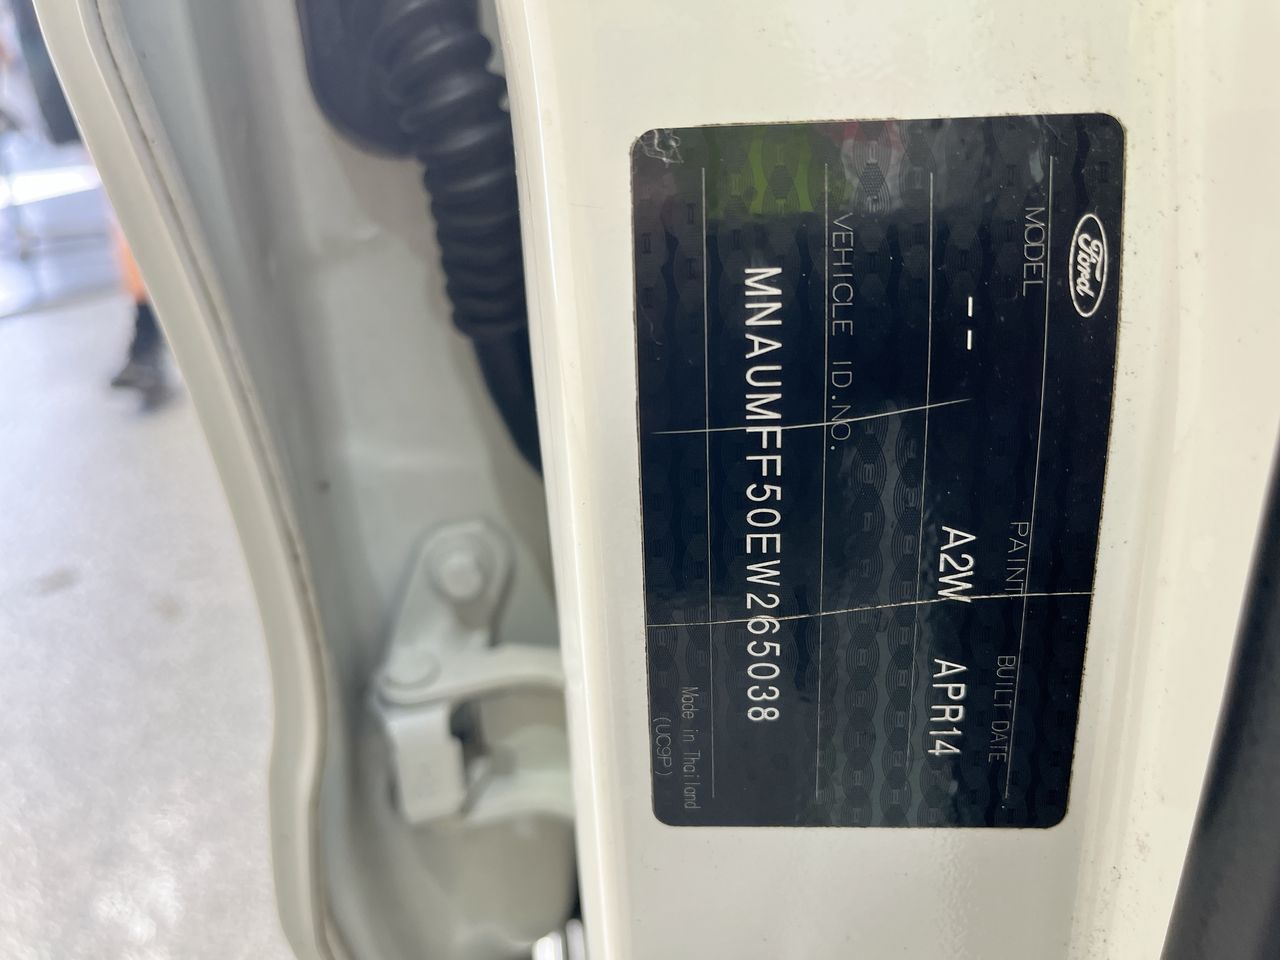 Ford
MODEL PAINT BUILT DATE
-- A2W APR14
VEHICLE ID.NO.
MNAUMFF50EW265038
Made in Thailand
(UC9P)